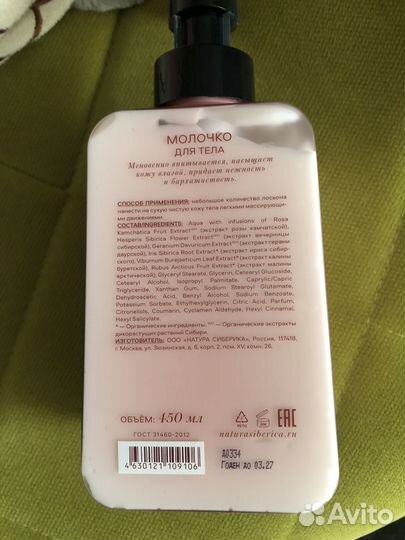 МОЛОЧКО
ДЛЯ ТЕЛА
Мгновенно впитывается, насыщает
кожу влагой, придает нежность
и бархатистость.
СПОСОБ ПРИМЕНЕНИЯ: небольшое количество лосьона
нанести на сухую чистую кожу тела легкими массирующи-
ми движениями.
СОСТАВ/INGREDIENTS: Aqua with infusions of Rosa
Kamchatica Fruit Extract (экстракт розы камчатской),
Hesperis Sibirica Flower Extract (экстракт вечерницы
сибирской), Geranium Davuricum Extract (экстракт герани
даурской), Iris Sibirica Root Extract* (экстракт ириса сибир-
ского), Viburnum Burejaeticum Leaf Extract* (экстракт калины
бурятской), Rubus Arcticus Fruit Extract* (экстракт малины
арктической); Glyceryl Stearate, Glycerin, Cetearyl Glucoside,
Cetearyl Alcohol, Isopropyl Palmitate, Caprylic/Capric
Triglyceride, Xanthan Gum, Sodium Stearoyl Glutamate,
Dehydroacetic Acid, Benzyl Alcohol, Sodium Benzoate,
Potassium Sorbate, Ethylhexylglycerin, Citric Acid, Parfum,
Citronellols, Coumarin, Cyclamen Aldehyde, Hexyl Cinnamal,
Hexyl Salicylate.
* — Органические ингредиенты. — Органические экстракты
дикорастущих растений Сибири.
ИЗГОТОВИТЕЛЬ: ООО «НАТУРА СИБЕРИКА», Россия, 117418,
г. Москва, ул. Зюзинская, д. 6, корп. 2, пом. XV, комн. 26.
ОБЪЁМ: 450 мл
ГОСТ 31460-2012
EAC
naturasiberica.ru
4 630121 109106
A0334
ГОДЕН ДО 03.27
Avito